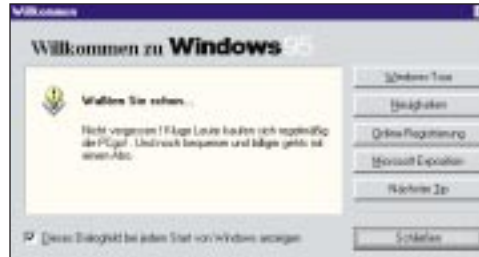 Willkommen
Willkommen zu Windows 95
Wußten Sie schon...
Nicht vergessen! Kluge Leute kaufen sich regelmäßig
die PCgo!. Und noch bequemer und billiger gehts mit
einem Abo.
Windows-Tour
Neuigkeiten
Online-Registrierung
Microsoft Exposition
Nächster Tip
Dieses Dialogfeld bei jedem Start von Windows anzeigen
Schließen